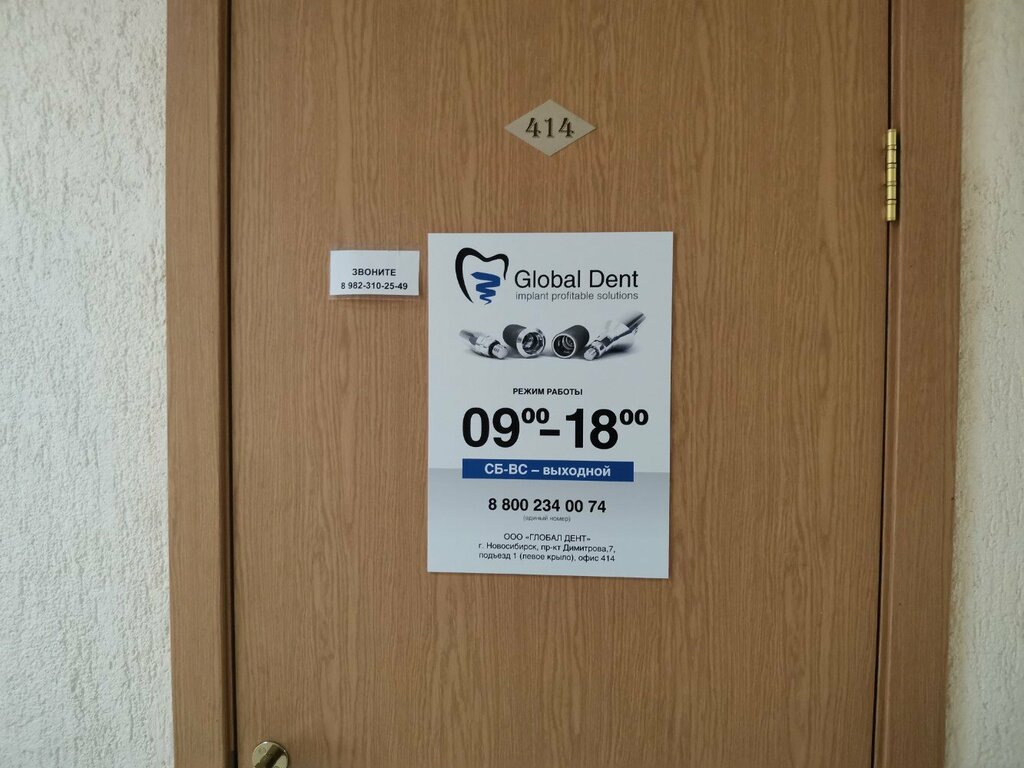 414
ЗВОНИТЕ
8 982-310-25-49
Global Dent
implant profitable solutions
РЕЖИМ РАБОТЫ
09⁰⁰-18⁰⁰
СБ-ВС – ВЫХОДНОЙ
8 800 234 00 74
(единый номер)
ООО «ГЛОБАЛ ДЕНТ»
г. Новосибирск, пр-кт Димитрова,7,
подъезд 1 (левое крыло), офис 414